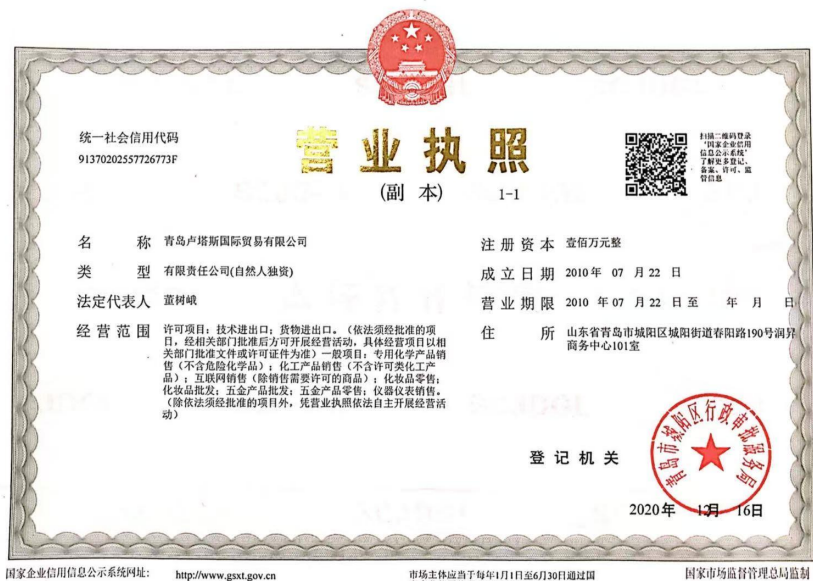 统一社会信用代码
91370202557726773F
营业执照
(副 本) 1-1
扫描二维码登录
‘国家企业信用
信息公示系统’
了解更多登记、
备案、许可、监
管信息
名 称 青岛卢塔斯国际贸易有限公司
类 型 有限责任公司(自然人独资)
法定代表人 董树峨
经营范围 许可项目：技术进出口；货物进出口。（依法须经批准的项
目，经相关部门批准后方可开展经营活动，具体经营项目以相
关部门批准文件或许可证件为准）一般项目：专用化学产品销
售（不含危险化学品）；化工产品销售（不含许可类化工产
品）；互联网销售（除销售需要许可的商品）；化妆品零售；
化妆品批发；五金产品批发；五金产品零售；仪器仪表销售。
（除依法须经批准的项目外，凭营业执照依法自主开展经营活
动）
注册资本 壹佰万元整
成立日期 2010年 07 月 22 日
营业期限 2010 年 07 月 22 日至 年 月 日
住 所 山东省青岛市城阳区城阳街道春阳路190号润昇
商务中心101室
登记机关
青岛市城阳区行政审批服务局
2020年 12月 16日
国家企业信用信息公示系统网址： http://www.gsxt.gov.cn
市场主体应当于每年1月1日至6月30日通过国
国家市场监督管理总局监制